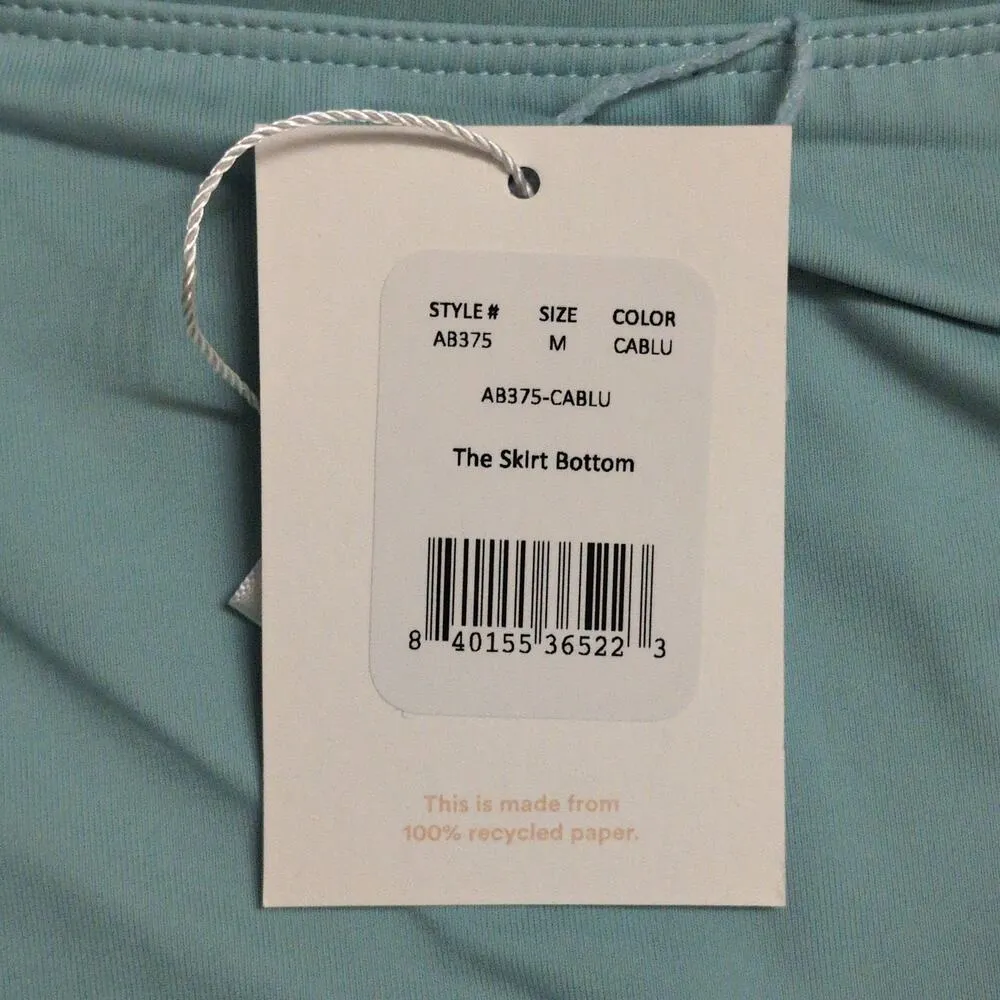 STYLE # SIZE COLOR
AB375 M CABLU
AB375-CABLU
The Skirt Bottom
8 40155 36522 3
This is made from
100% recycled paper.